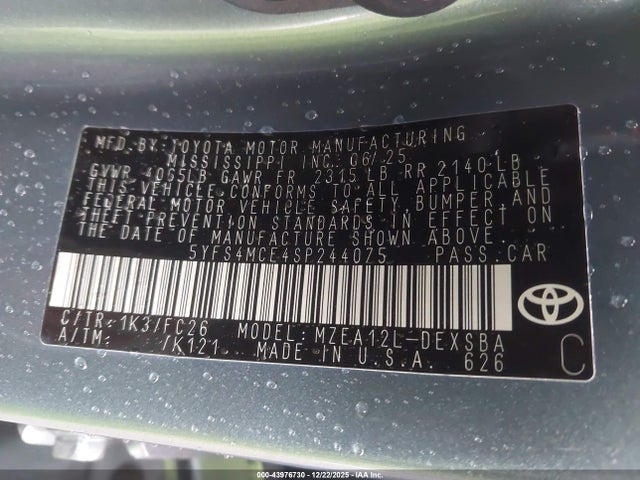 MFD. BY: TOYOTA MOTOR MANUFACTURING
MISSISSIPPI INC. 06/25
GVWR 4065LB GAWR FR 2315 LB RR 2140 LB
THIS VEHICLE CONFORMS TO ALL APPLICABLE
FEDERAL MOTOR VEHICLE SAFETY, BUMPER, AND
THEFT PREVENTION STANDARDS IN EFFECT ON
THE DATE OF MANUFACTURE SHOWN ABOVE.
5YFS4MCE4SP244075 PASS.CAR
C/TR: 1K3/FC26 MODEL: MZEA12L-DEXSBA
A/TM: /K121 MADE IN U.S.A. 626
C
000-43976730 - 12/22/2025 - IAA Inc.